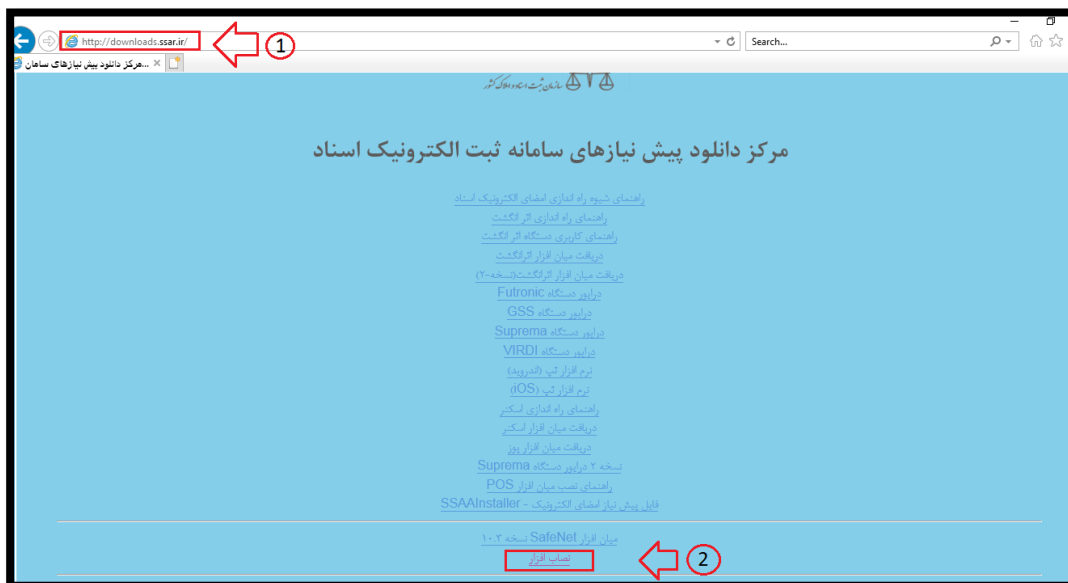 http://downloads.ssar.ir/
1
Search...
مرکز دانلود پیش نیازهای سامان...
سازمان ثبت اسناد و املاک کشور
مرکز دانلود پیش نیازهای سامانه ثبت الکترونیک اسناد
راهنمای شیوه راه اندازی امضای الکترونیک اسناد
راهنمای راه اندازی اثر انگشت
راهنمای کاربری دستگاه اثر انگشت
دریافت میان افزار اثرانگشت
دریافت میان افزار اثرانگشت(نسخه-۲)
درایور دستگاه Futronic
درایور دستگاه GSS
درایور دستگاه Suprema
درایور دستگاه VIRDI
نرم افزار ثپ (اندروید)
نرم افزار ثپ (iOS)
راهنمای راه اندازی اسکنر
دریافت میان افزار اسکنر
دریافت میان افزار پوز
نسخه ۲ درایور دستگاه Suprema
راهنمای نصب میان افزار POS
فایل پیش نیاز امضای الکترونیک - SSAAInstaller
میان افزار SafeNet نسخه ۱۰.۳
نصاب افزار
2